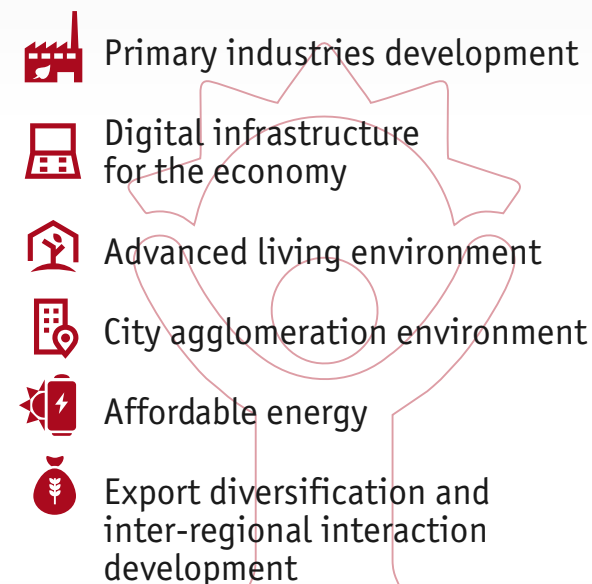 Primary industries development
Digital infrastructure
for the economy
Advanced living environment
City agglomeration environment
Affordable energy
Export diversification and
inter-regional interaction
development